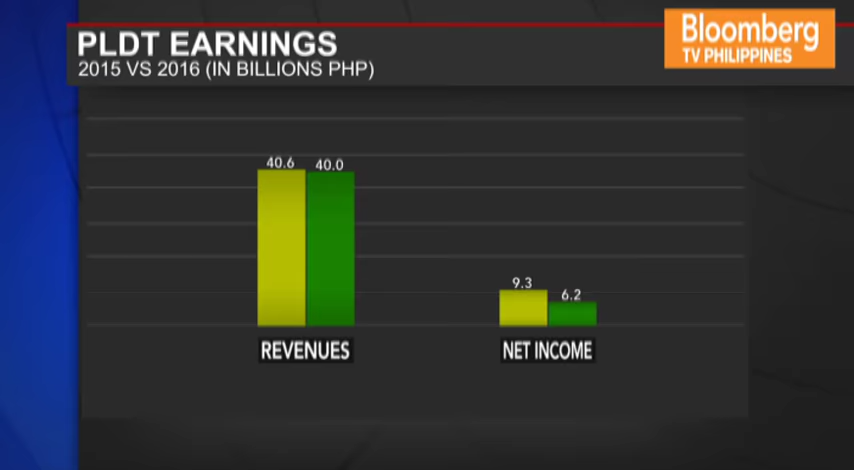 PLDT EARNINGS
2015 VS 2016 (IN BILLIONS PHP)
Bloomberg
TV PHILIPPINES
40.6
40.0
9.3
6.2
REVENUES
NET INCOME